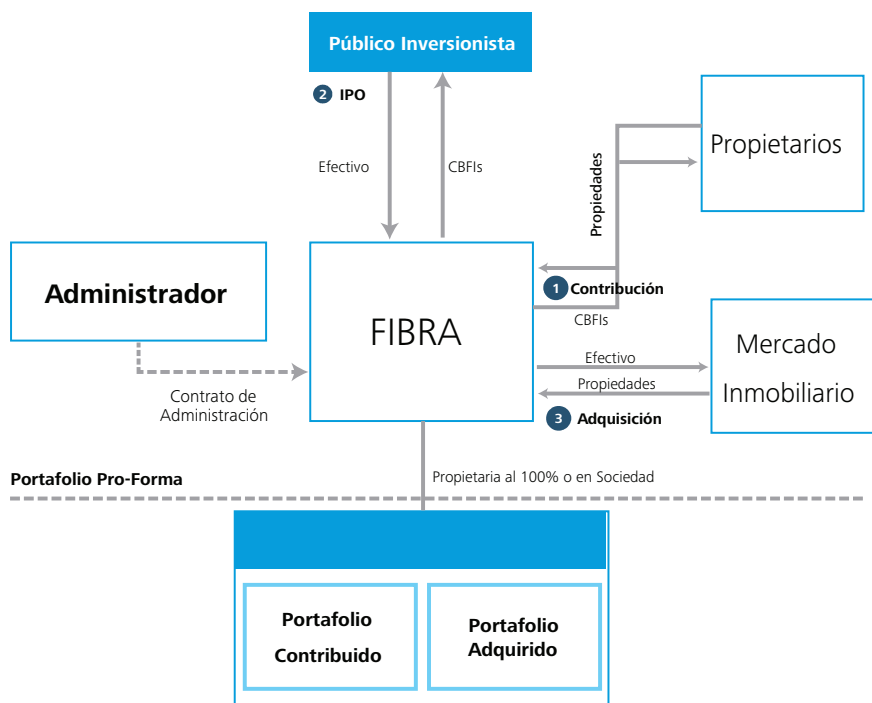 Público Inversionista
2 IPO
Efectivo
CBFIs
Propiedades
Propietarios
Administrador
FIBRA
1 Contribución
CBFIs
Efectivo
Propiedades
3 Adquisición
Mercado
Inmobiliario
Contrato de
Administración
Portafolio Pro-Forma
Propietaria al 100% o en Sociedad
Portafolio
Contribuido
Portafolio
Adquirido